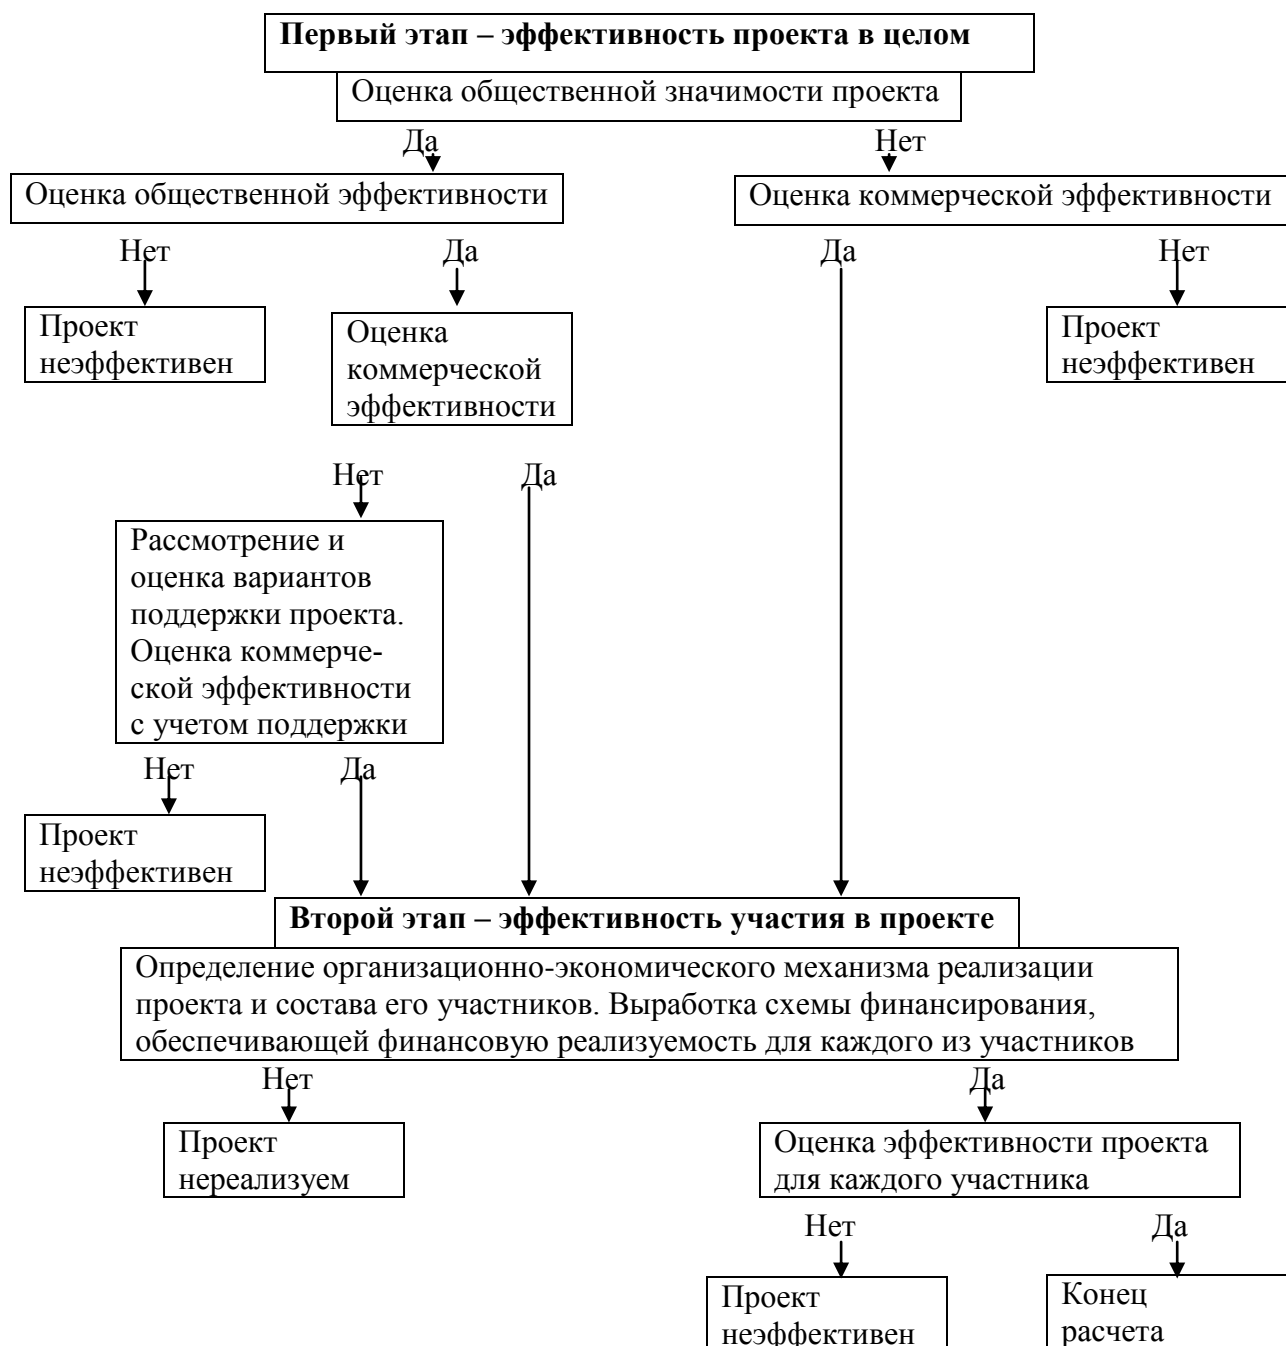 Первый этап – эффективность проекта в целом
Оценка общественной значимости проекта
Да
Нет
Оценка общественной эффективности
Оценка коммерческой эффективности
Нет
Да
Да
Нет
Проект
неэффективен
Оценка
коммерческой
эффективности
Проект
неэффективен
Нет
Да
Рассмотрение и
оценка вариантов
поддержки проекта.
Оценка коммерче-
ской эффективности
с учетом поддержки
Нет
Да
Проект
неэффективен
Второй этап – эффективность участия в проекте
Определение организационно-экономического механизма реализации
проекта и состава его участников. Выработка схемы финансирования,
обеспечивающей финансовую реализуемость для каждого из участников
Нет
Да
Проект
нереализуем
Оценка эффективности проекта
для каждого участника
Нет
Да
Проект
неэффективен
Конец
расчета